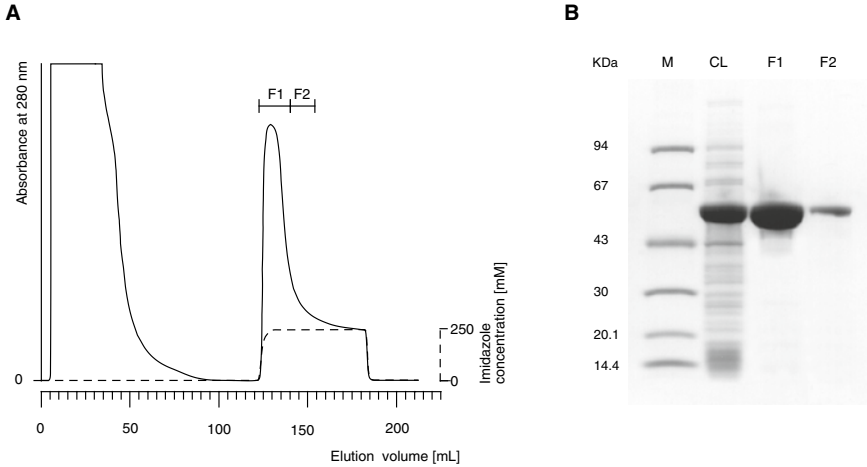 A
Absorbance at 280 nm
F1 F2
0
250
0
Imidazole
concentration [mM]
0 50 100 150 200
Elution volume [mL]
B
KDa M CL F1 F2
94
67
43
30
20.1
14.4